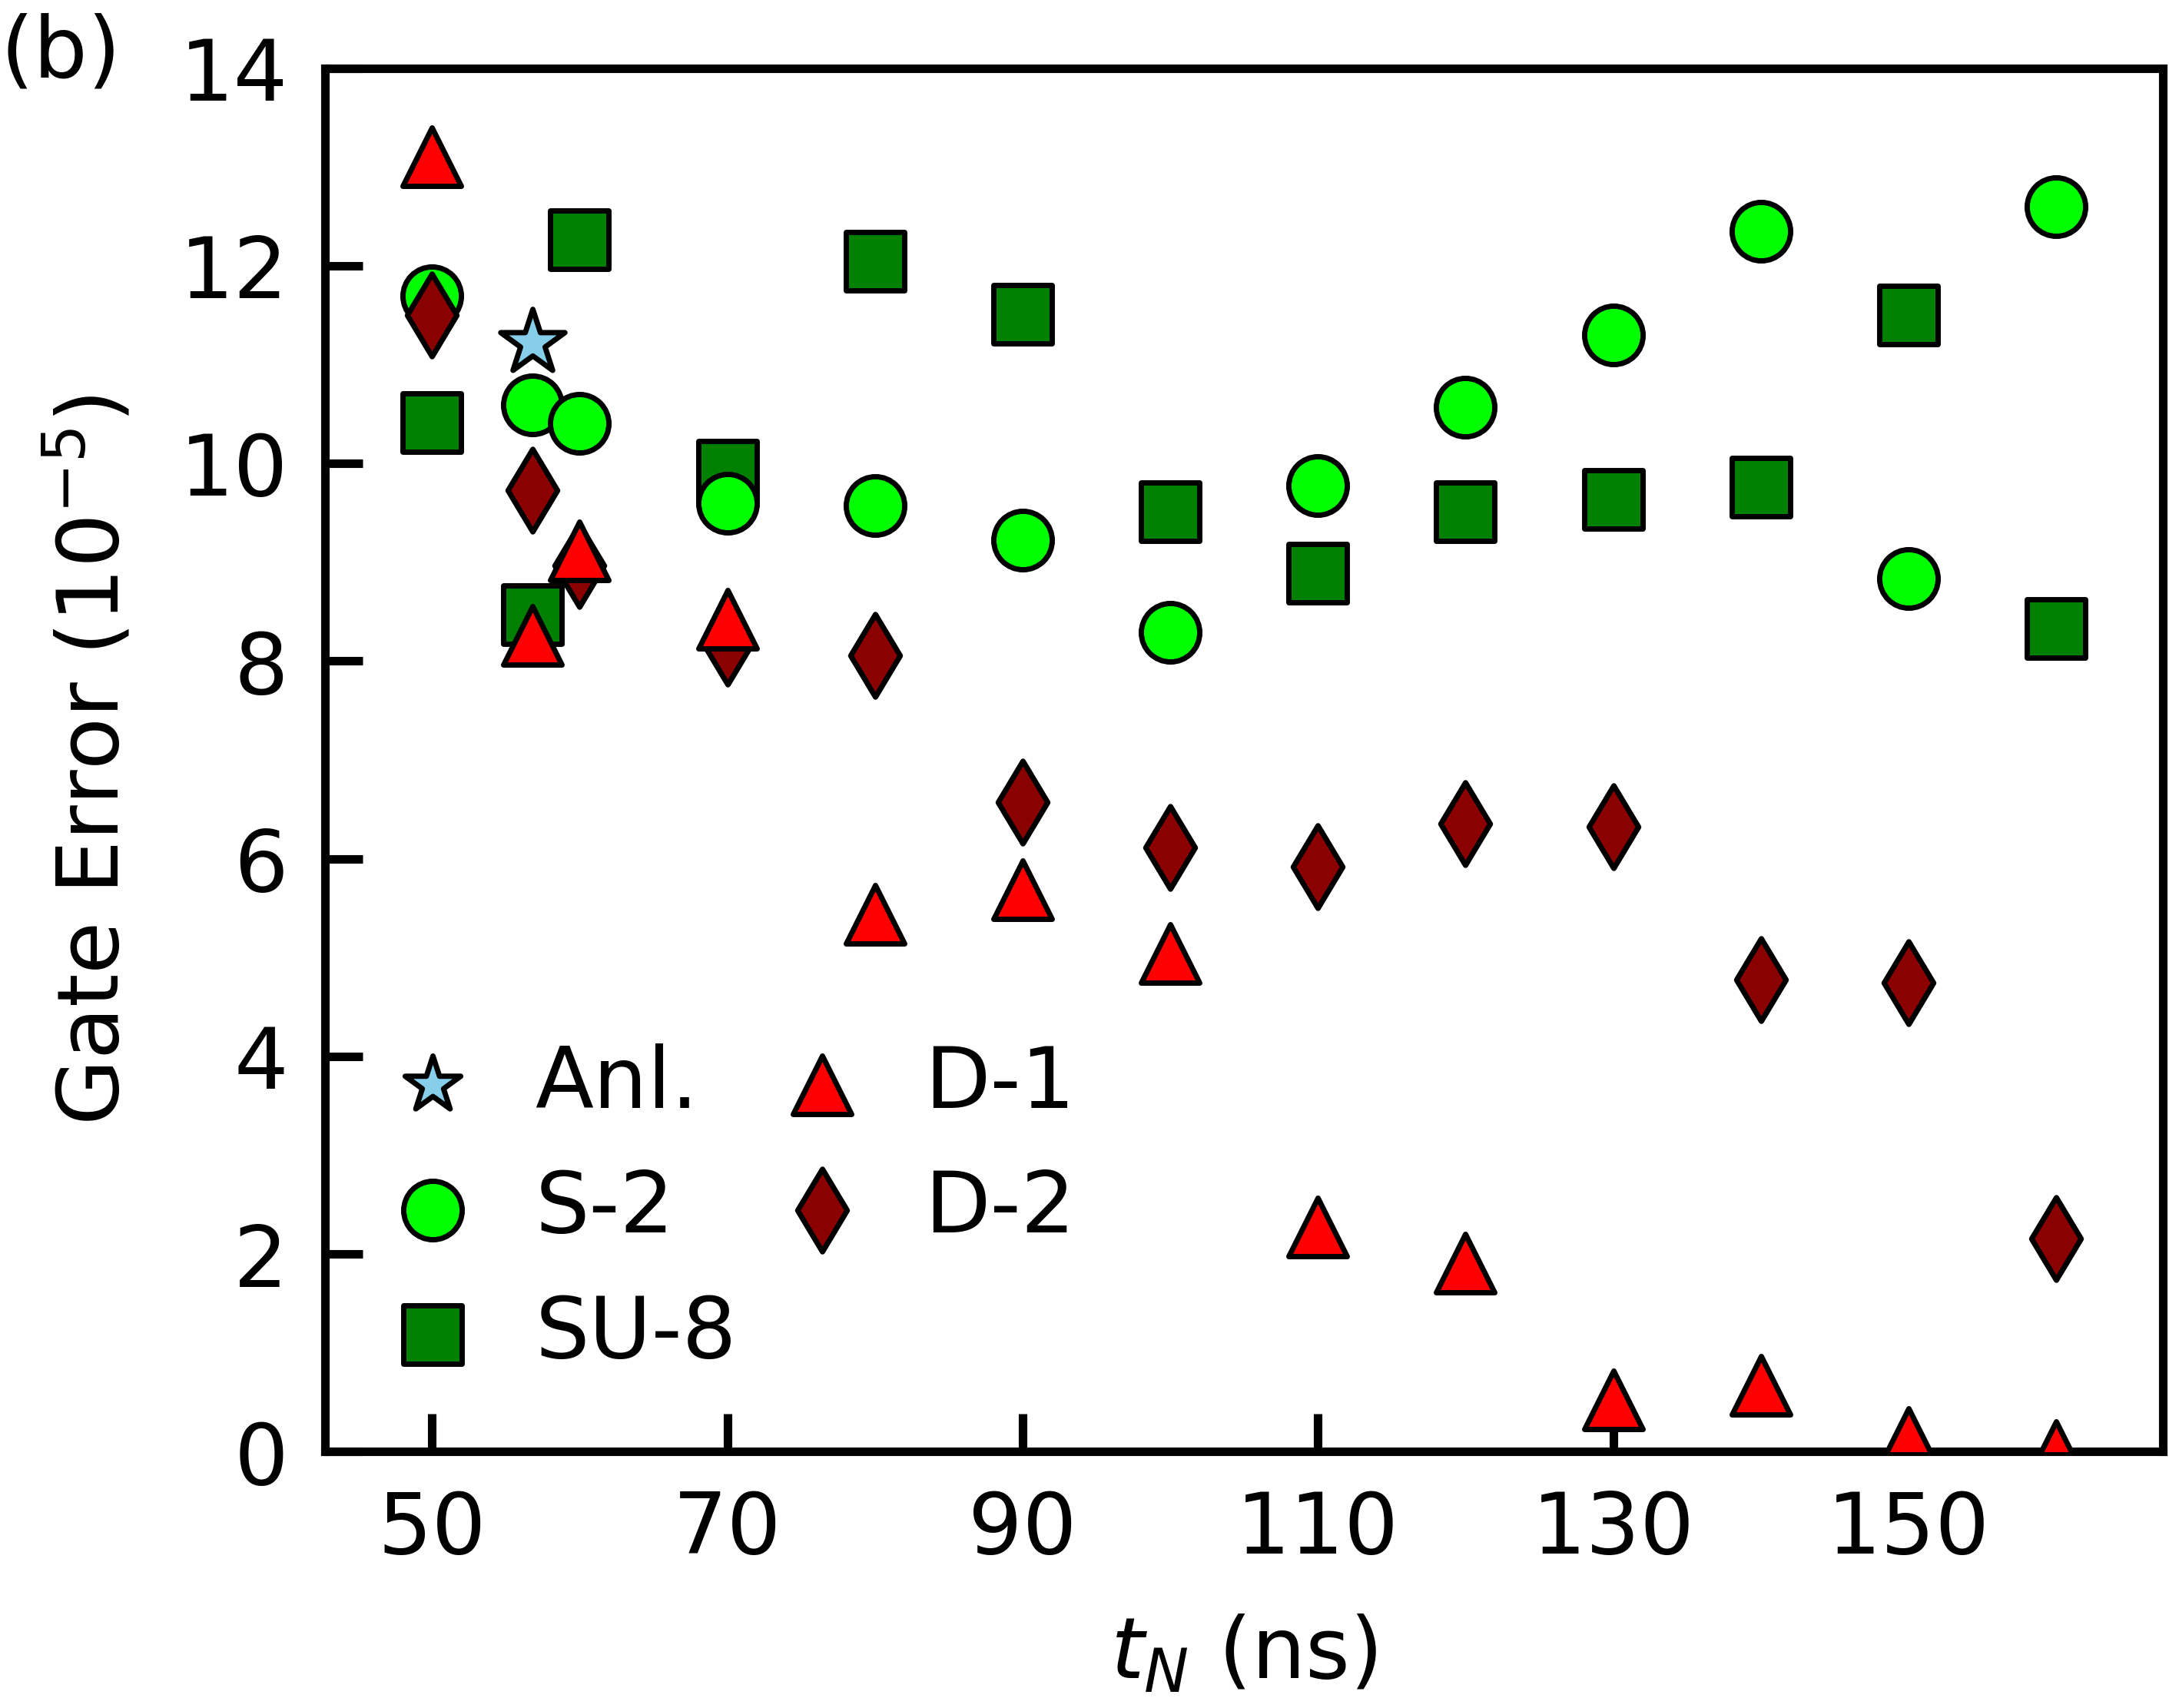 (b)
14
12
10
8
6
4
2
0
Gate Error (10⁻⁵)
Anl.
S-2
SU-8
D-1
D-2
50 70 90 110 130 150
t_N (ns)